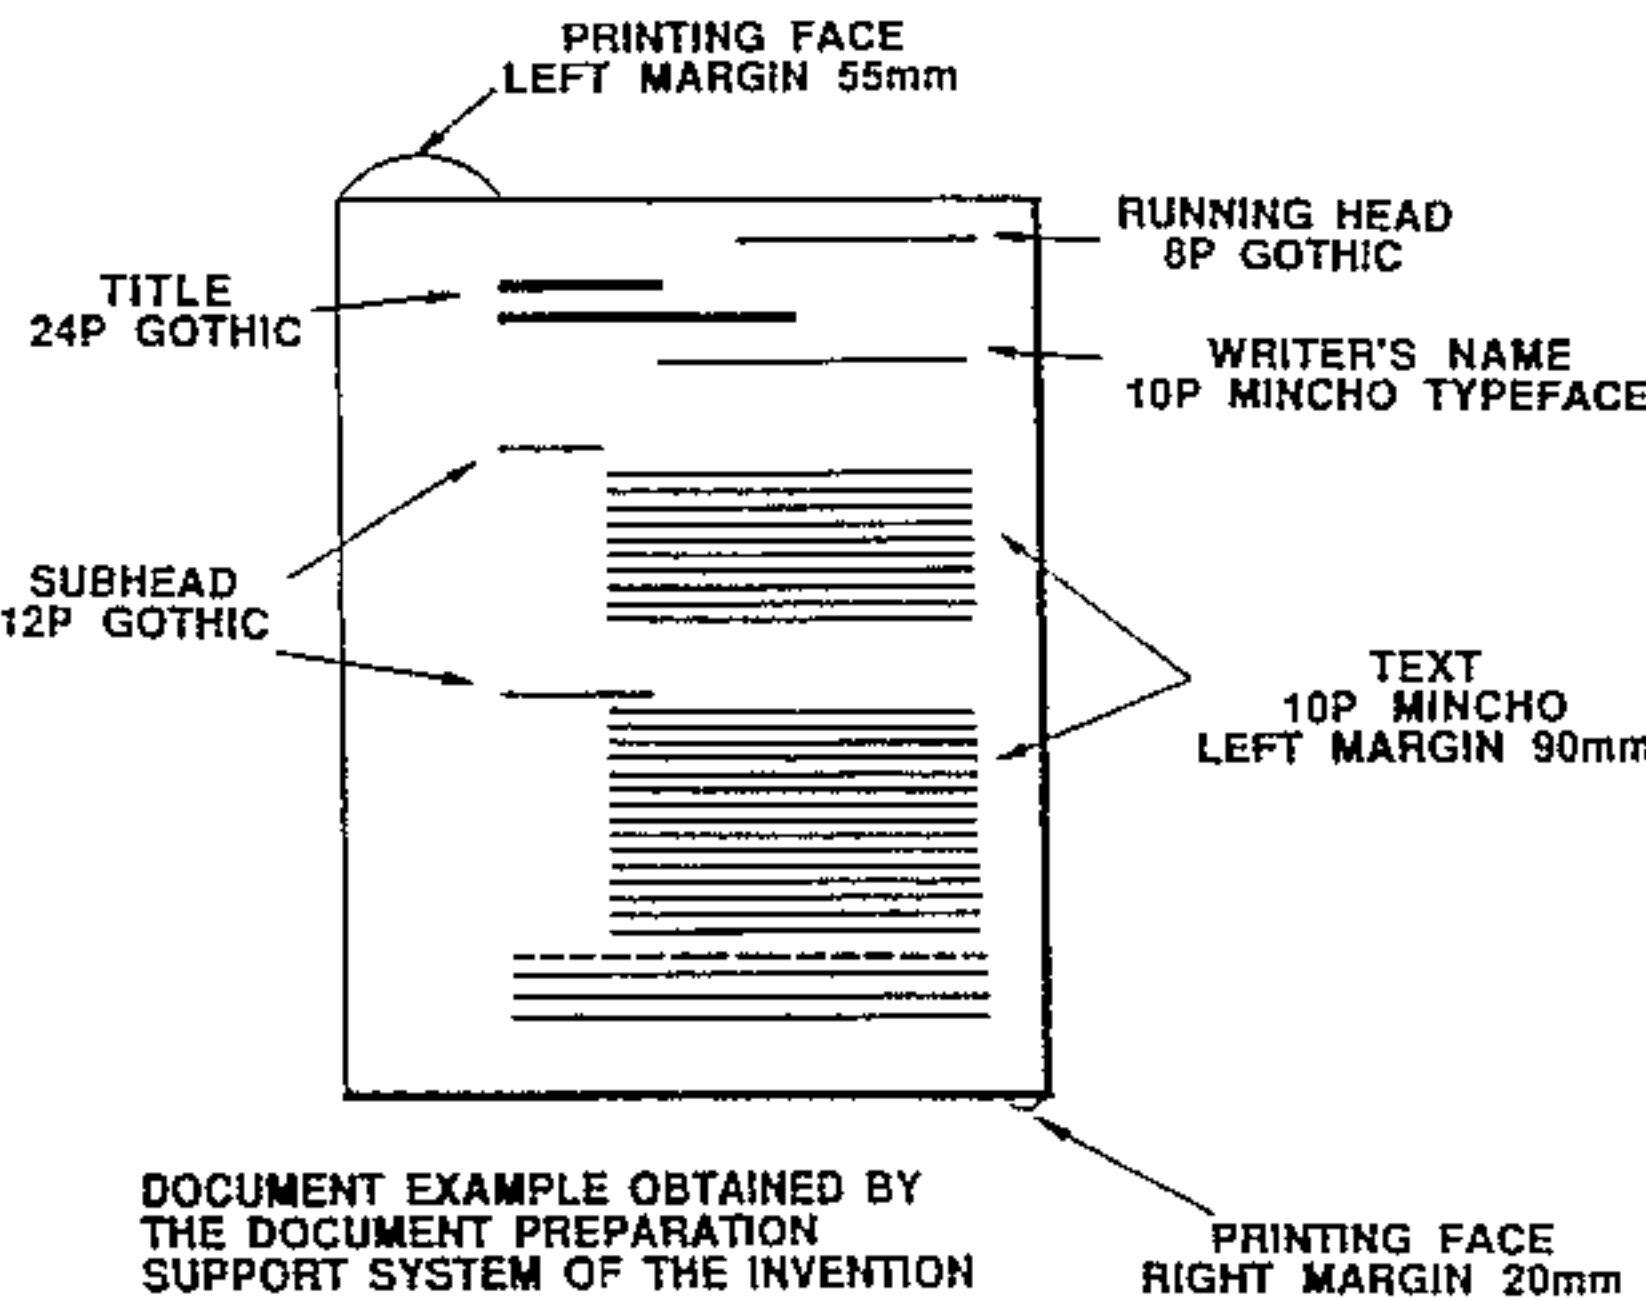 PRINTING FACE
LEFT MARGIN 55mm
RUNNING HEAD
8P GOTHIC
TITLE
24P GOTHIC
WRITER'S NAME
10P MINCHO TYPEFACE
SUBHEAD
12P GOTHIC
TEXT
10P MINCHO
LEFT MARGIN 90mm
DOCUMENT EXAMPLE OBTAINED BY
THE DOCUMENT PREPARATION
SUPPORT SYSTEM OF THE INVENTION
PRINTING FACE
RIGHT MARGIN 20mm